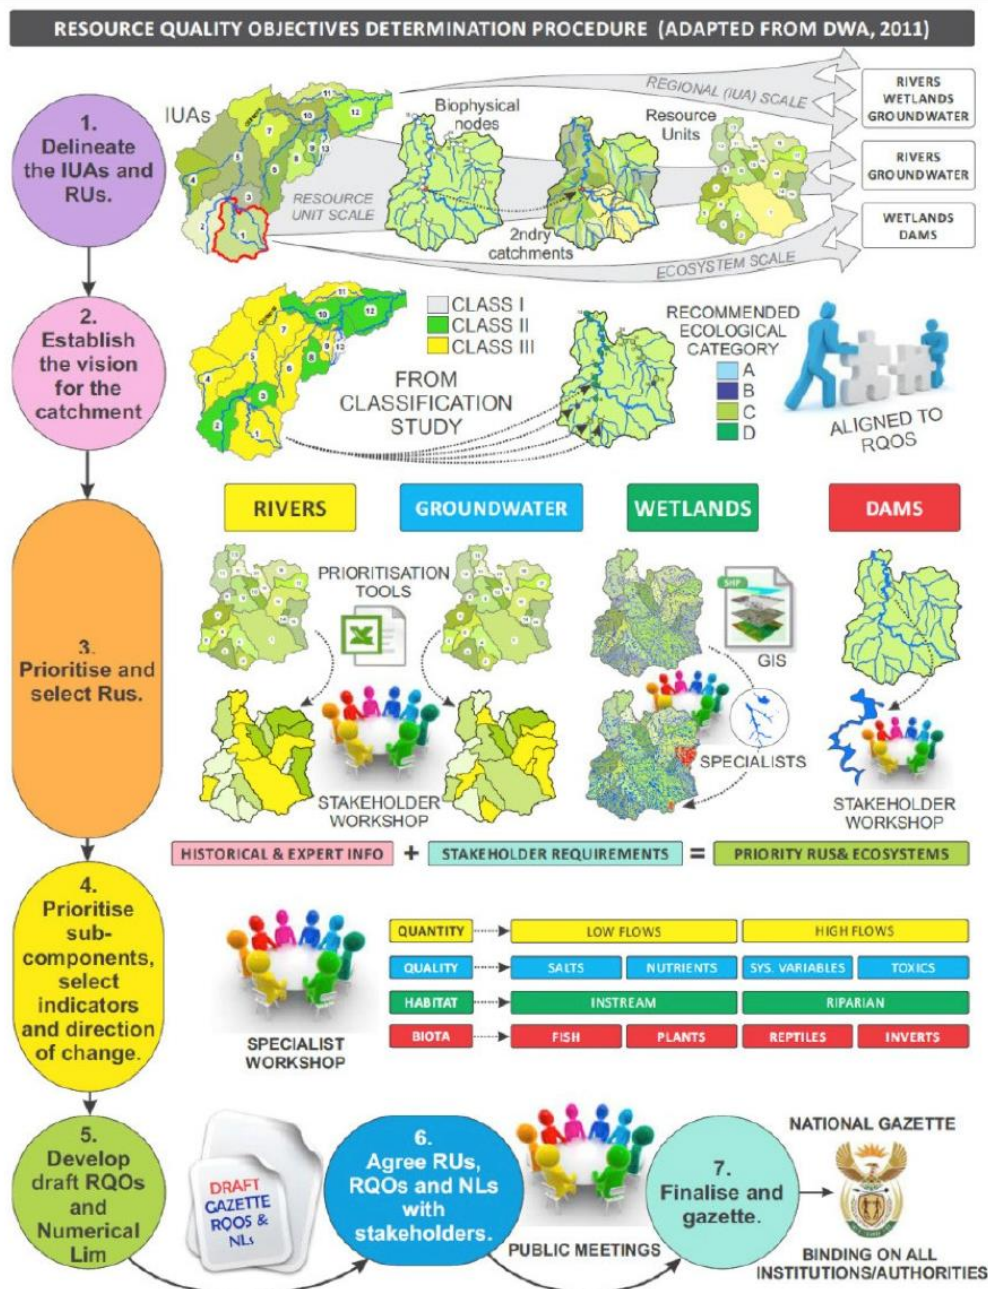 RESOURCE QUALITY OBJECTIVES DETERMINATION PROCEDURE (ADAPTED FROM DWA, 2011)
1.
Delineate
the IUAs and
RUs.
IUAs
Biophysical
nodes
2ndry
catchments
Resource
Units
REGIONAL (IUA) SCALE
RESOURCE
UNIT SCALE
ECOSYSTEM SCALE
RIVERS
WETLANDS
GROUNDWATER
RIVERS
GROUNDWATER
WETLANDS
DAMS
2.
Establish
the vision
for the
catchment
CLASS I
CLASS II
CLASS III
FROM
CLASSIFICATION
STUDY
RECOMMENDED
ECOLOGICAL
CATEGORY
A
B
C
D
ALIGNED TO
RQOS
3.
Prioritise and
select Rus.
RIVERS
GROUNDWATER
WETLANDS
DAMS
PRIORITISATION
TOOLS
SHP
GIS
SPECIALISTS
STAKEHOLDER
WORKSHOP
STAKEHOLDER
WORKSHOP
HISTORICAL & EXPERT INFO + STAKEHOLDER REQUIREMENTS = PRIORITY RUS& ECOSYSTEMS
4.
Prioritise
sub-
components,
select
indicators
and direction
of change.
SPECIALIST
WORKSHOP
QUANTITY LOW FLOWS HIGH FLOWS
QUALITY SALTS NUTRIENTS SYS. VARIABLES TOXICS
HABITAT INSTREAM RIPARIAN
BIOTA FISH PLANTS REPTILES INVERTS
5.
Develop
draft RQOs
and
Numerical
Lim
DRAFT
GAZETTE
RQOS &
NLs
6.
Agree RUs,
RQOs and NLs
with
stakeholders.
PUBLIC MEETINGS
7.
Finalise and
gazette.
NATIONAL GAZETTE
BINDING ON ALL
INSTITUTIONS/AUTHORITIES